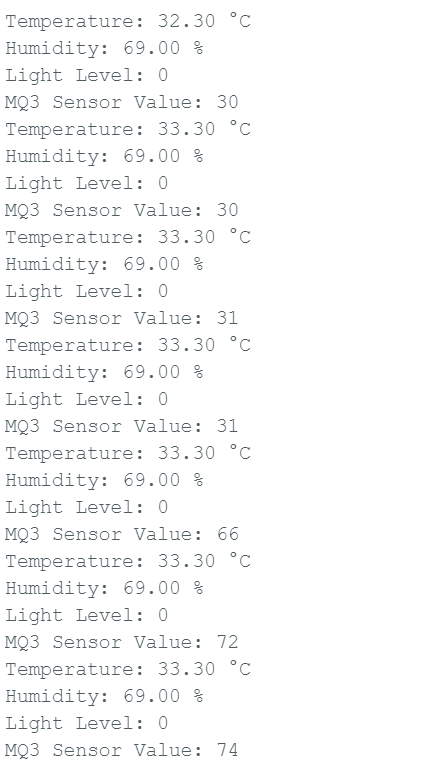 Temperature: 32.30 °C
Humidity: 69.00 %
Light Level: 0
MQ3 Sensor Value: 30
Temperature: 33.30 °C
Humidity: 69.00 %
Light Level: 0
MQ3 Sensor Value: 30
Temperature: 33.30 °C
Humidity: 69.00 %
Light Level: 0
MQ3 Sensor Value: 31
Temperature: 33.30 °C
Humidity: 69.00 %
Light Level: 0
MQ3 Sensor Value: 31
Temperature: 33.30 °C
Humidity: 69.00 %
Light Level: 0
MQ3 Sensor Value: 66
Temperature: 33.30 °C
Humidity: 69.00 %
Light Level: 0
MQ3 Sensor Value: 72
Temperature: 33.30 °C
Humidity: 69.00 %
Light Level: 0
MQ3 Sensor Value: 74